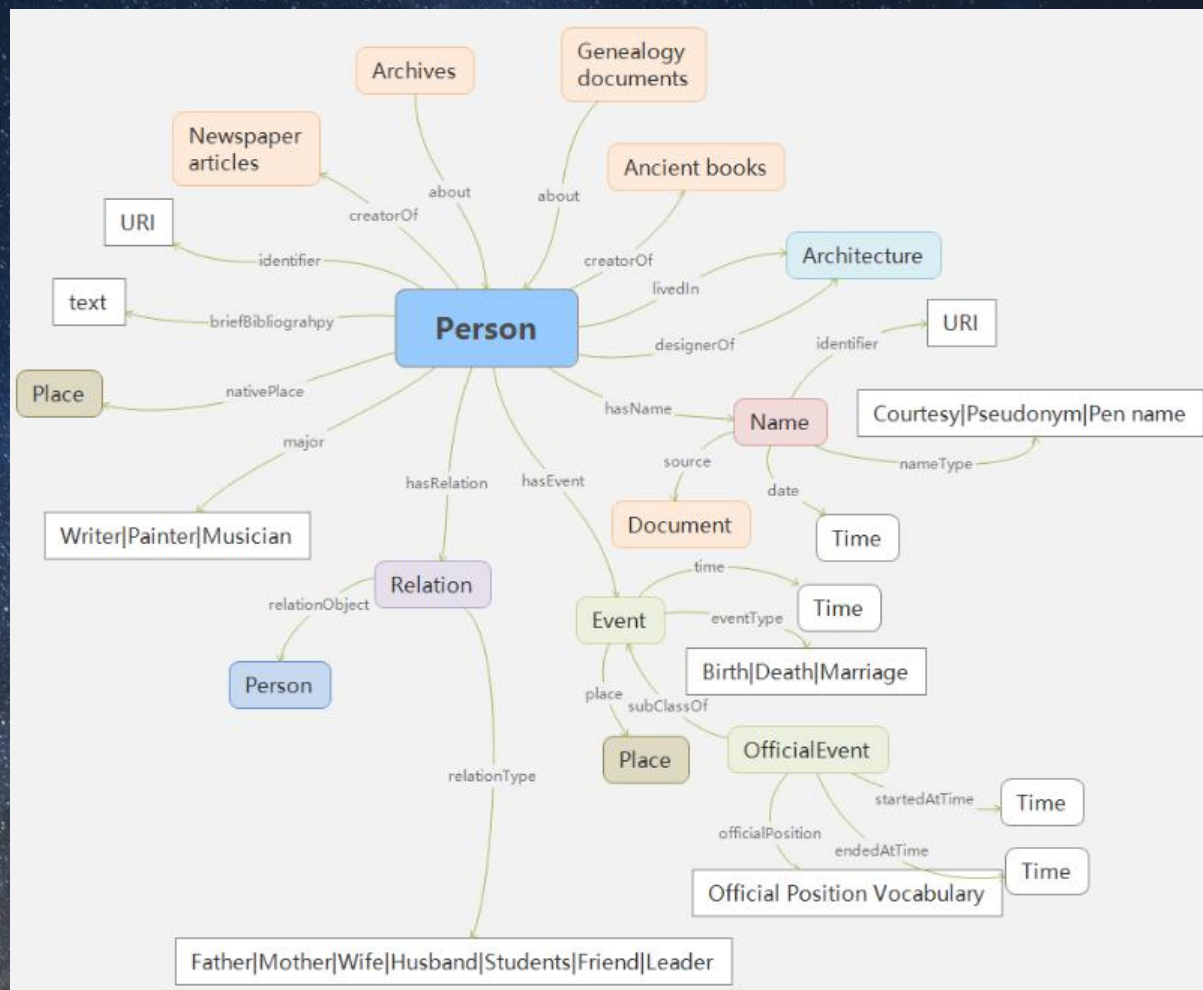 Genealogy
documents
Archives
Newspaper
articles
Ancient books
about
about
creatorOf
URI
creatorOf
Architecture
identifier
livedIn
text
briefBibliograhpy
Person
designerOf
identifier
URI
Place
nativePlace
hasName
Name
Courtesy|Pseudonym|Pen name
major
source
nameType
hasRelation
hasEvent
date
Writer|Painter|Musician
Document
Time
Relation
time
relationObject
Event
eventType
Time
Person
Birth|Death|Marriage
place
subClassOf
Place
OfficialEvent
relationType
startedAtTime
Time
officialPosition
endedAtTime
Time
Official Position Vocabulary
Father|Mother|Wife|Husband|Students|Friend|Leader